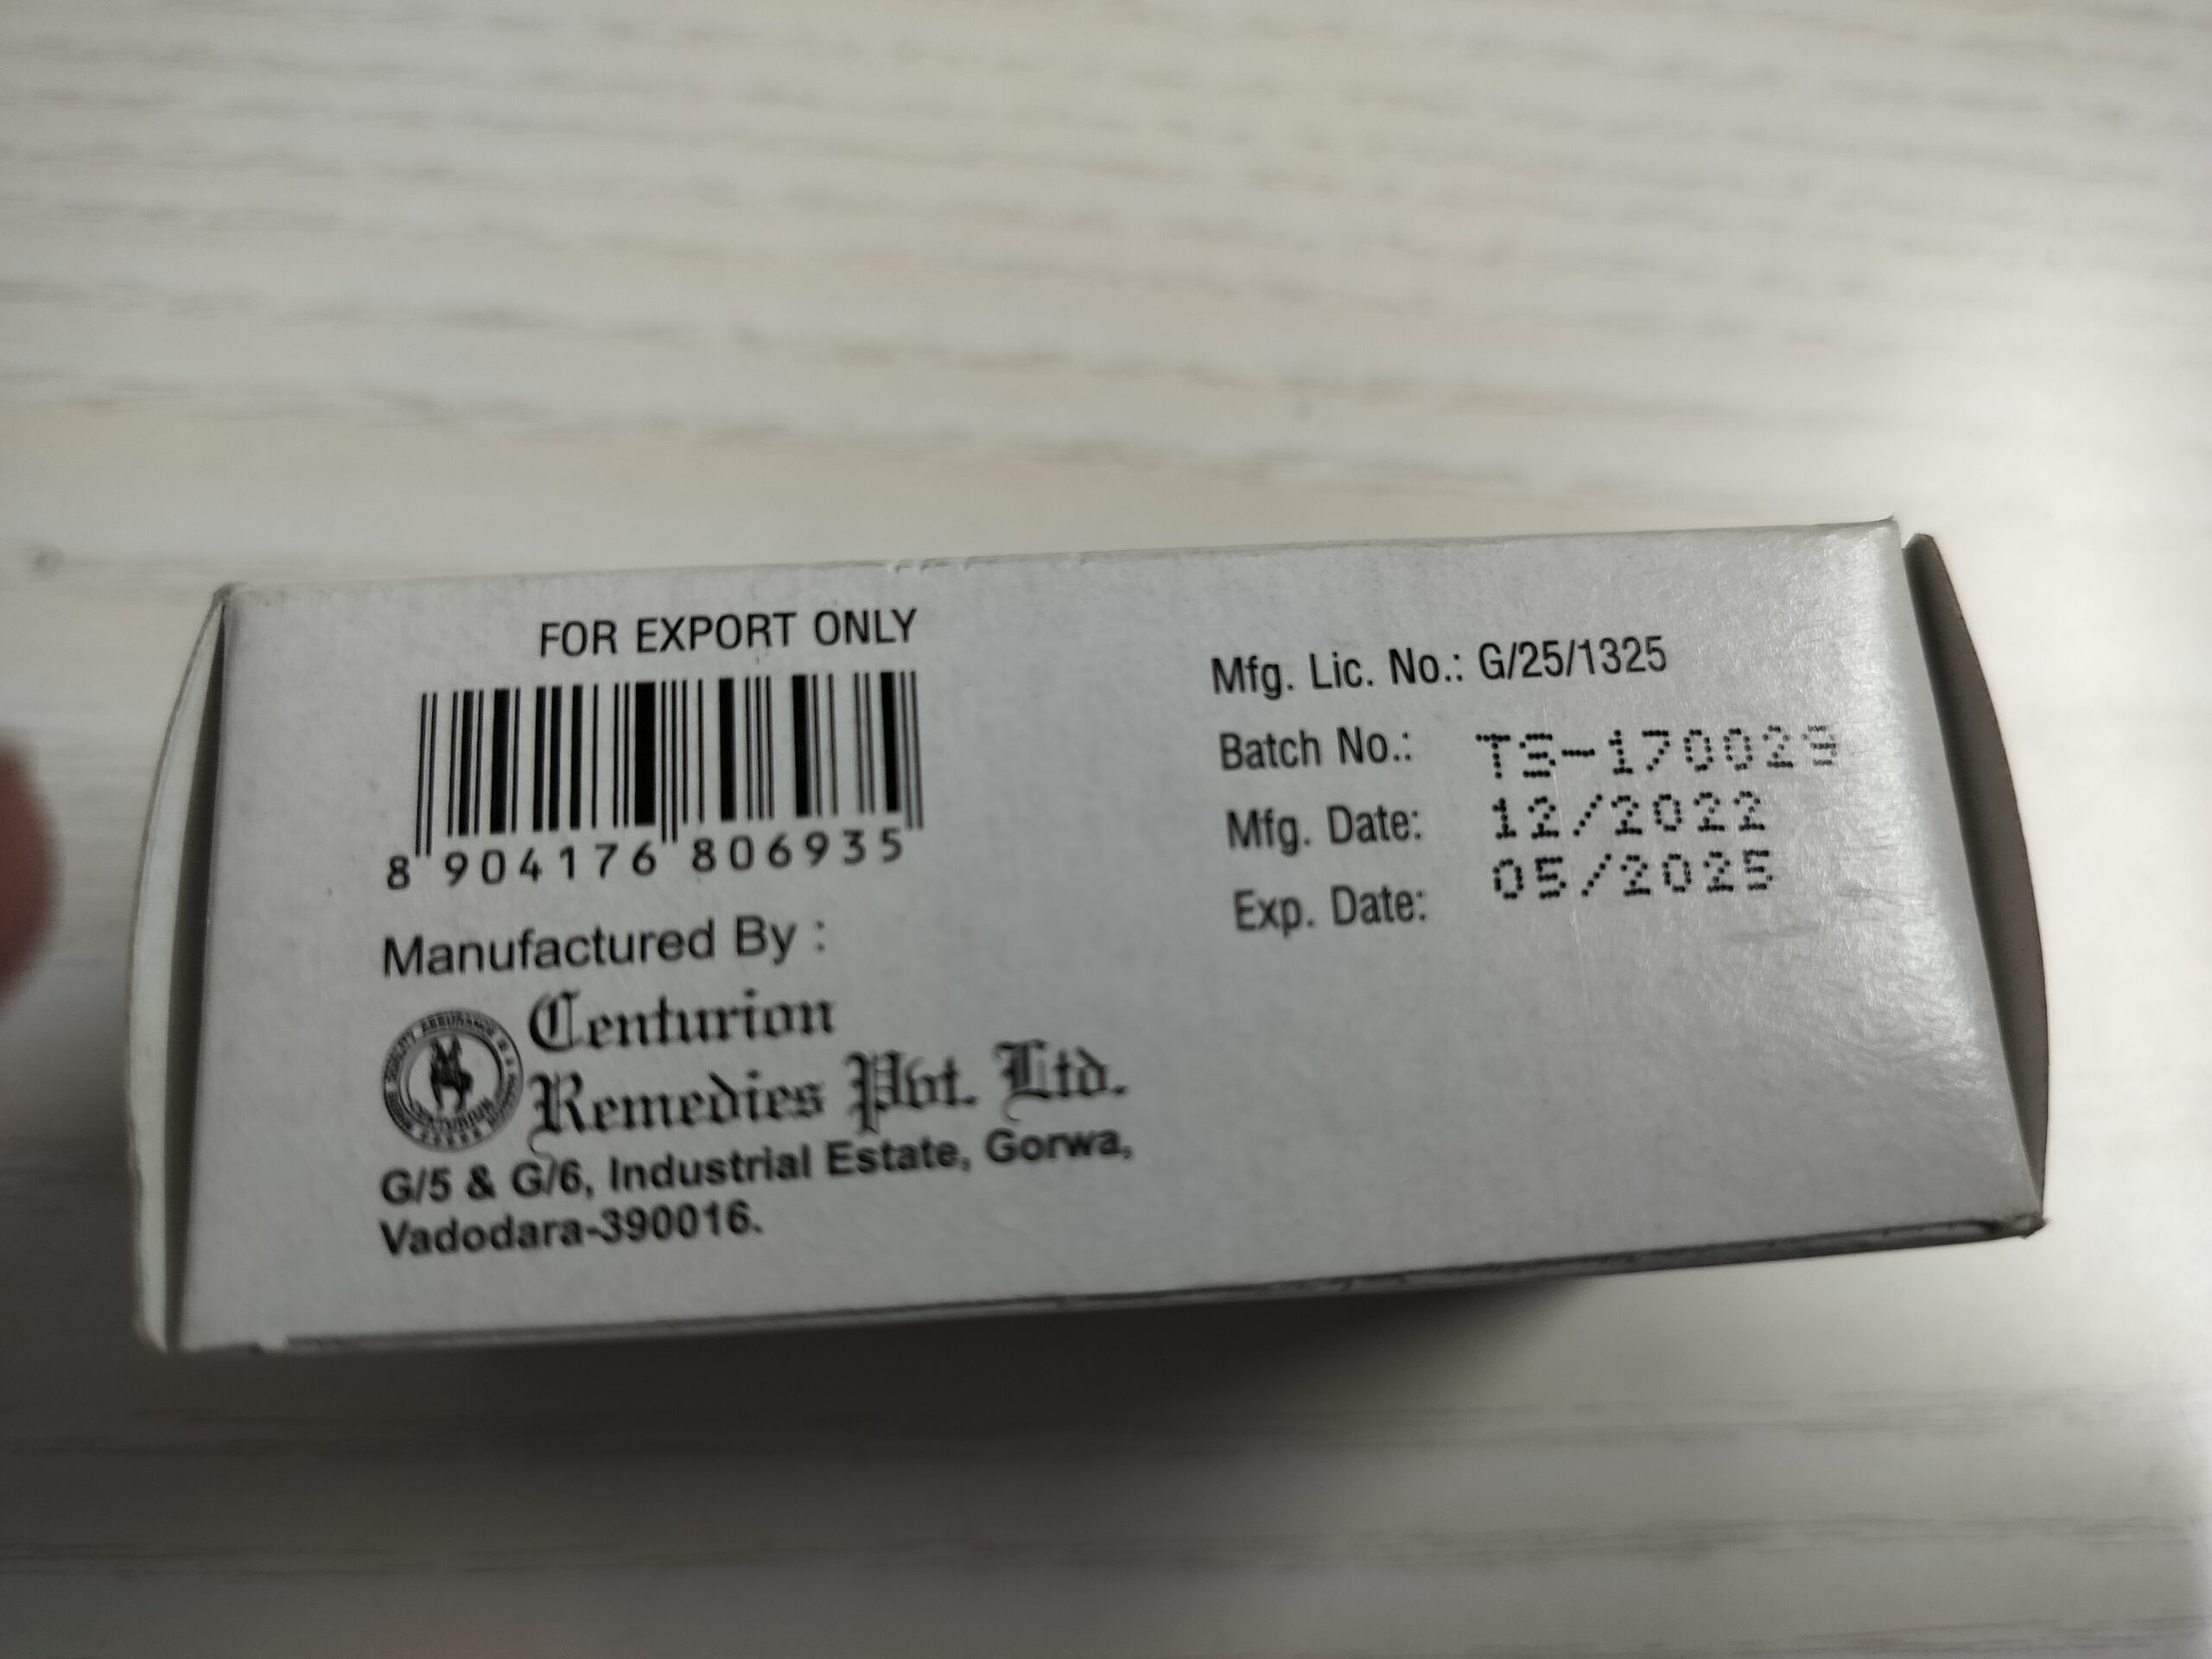 FOR EXPORT ONLY
8 904176 806935
Manufactured By :
Centurion
Remedies Pvt. Ltd.
G/5 & G/6, Industrial Estate, Gorwa,
Vadodara-390016.
Mfg. Lic. No.: G/25/1325
Batch No.: TS-170029
Mfg. Date: 12/2022
Exp. Date: 05/2025